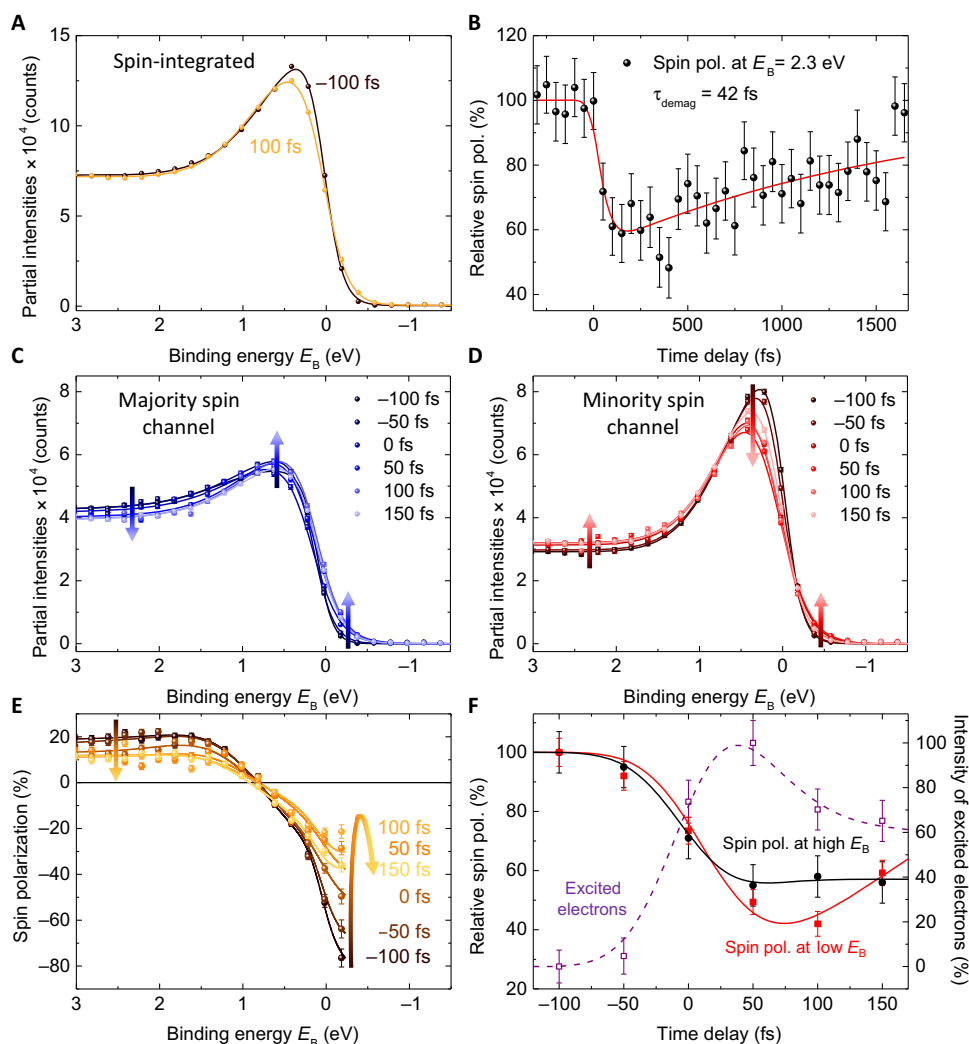 A
Spin-integrated
−100 fs
100 fs
Partial intensities × 10⁴ (counts)
15
10
5
0
3 2 1 0 −1
Binding energy E_B (eV)
B
Spin pol. at E_B = 2.3 eV
τ_demag = 42 fs
Relative spin pol. (%)
120
100
80
60
40
0 500 1000 1500
Time delay (fs)
C
Majority spin
channel
−100 fs
−50 fs
0 fs
50 fs
100 fs
150 fs
Partial intensities × 10⁴ (counts)
8
6
4
2
0
3 2 1 0 −1
Binding energy E_B (eV)
D
Minority spin
channel
−100 fs
−50 fs
0 fs
50 fs
100 fs
150 fs
Partial intensities × 10⁴ (counts)
8
6
4
2
0
3 2 1 0 −1
Binding energy E_B (eV)
E
Spin polarization (%)
20
0
−20
−40
−60
−80
100 fs
50 fs
150 fs
0 fs
−50 fs
−100 fs
3 2 1 0 −1
Binding energy E_B (eV)
F
Relative spin pol. (%)
120
100
80
60
40
20
Excited
electrons
Spin pol. at high E_B
Spin pol. at low E_B
100
80
60
40
20
0
Intensity of excited electrons (%)
−100 −50 0 50 100 150
Time delay (fs)